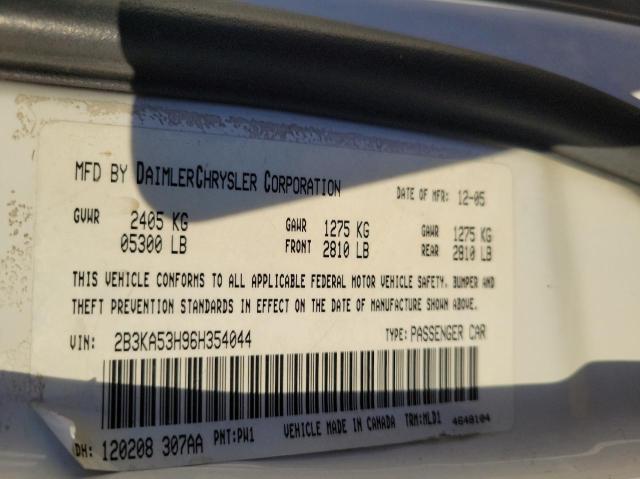 MFD BY DAIMLERCHRYSLER CORPORATION DATE OF MFR: 12-05
GVWR 2405 KG GAWR 1275 KG GAWR 1275 KG
05300 LB FRONT 2810 LB REAR 2810 LB
THIS VEHICLE CONFORMS TO ALL APPLICABLE FEDERAL MOTOR VEHICLE SAFETY, BUMPER AND
THEFT PREVENTION STANDARDS IN EFFECT ON THE DATE OF MANUFACTURE SHOWN ABOVE.
VIN: 2B3KA53H96H354044 TYPE: PASSENGER CAR
DH: 120208 307AA PNT: PW1 VEHICLE MADE IN CANADA TRM: MLD1 4648104